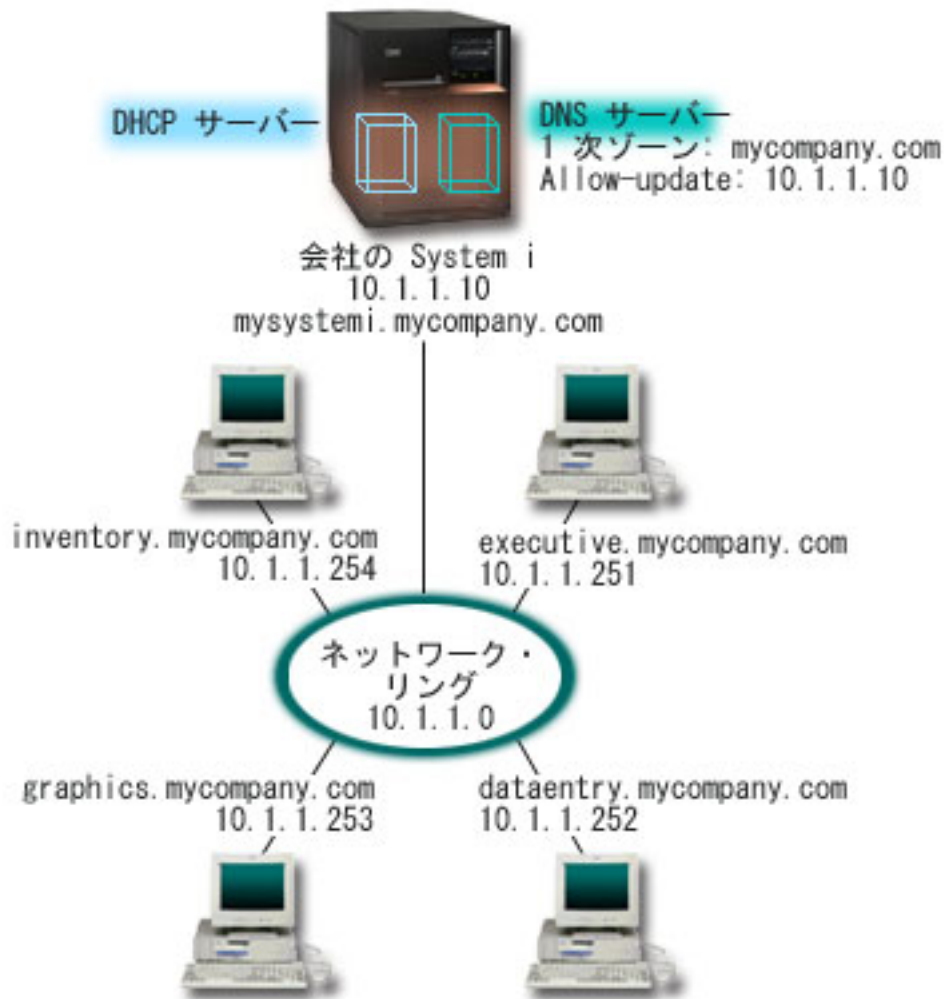 DHCP サーバー
DNS サーバー
1 次ゾーン: mycompany.com
Allow-update: 10.1.1.10
会社の System i
10.1.1.10
mysystemi.mycompany.com
inventory.mycompany.com
10.1.1.254
executive.mycompany.com
10.1.1.251
ネットワーク・
リング
10.1.1.0
graphics.mycompany.com
10.1.1.253
dataentry.mycompany.com
10.1.1.252